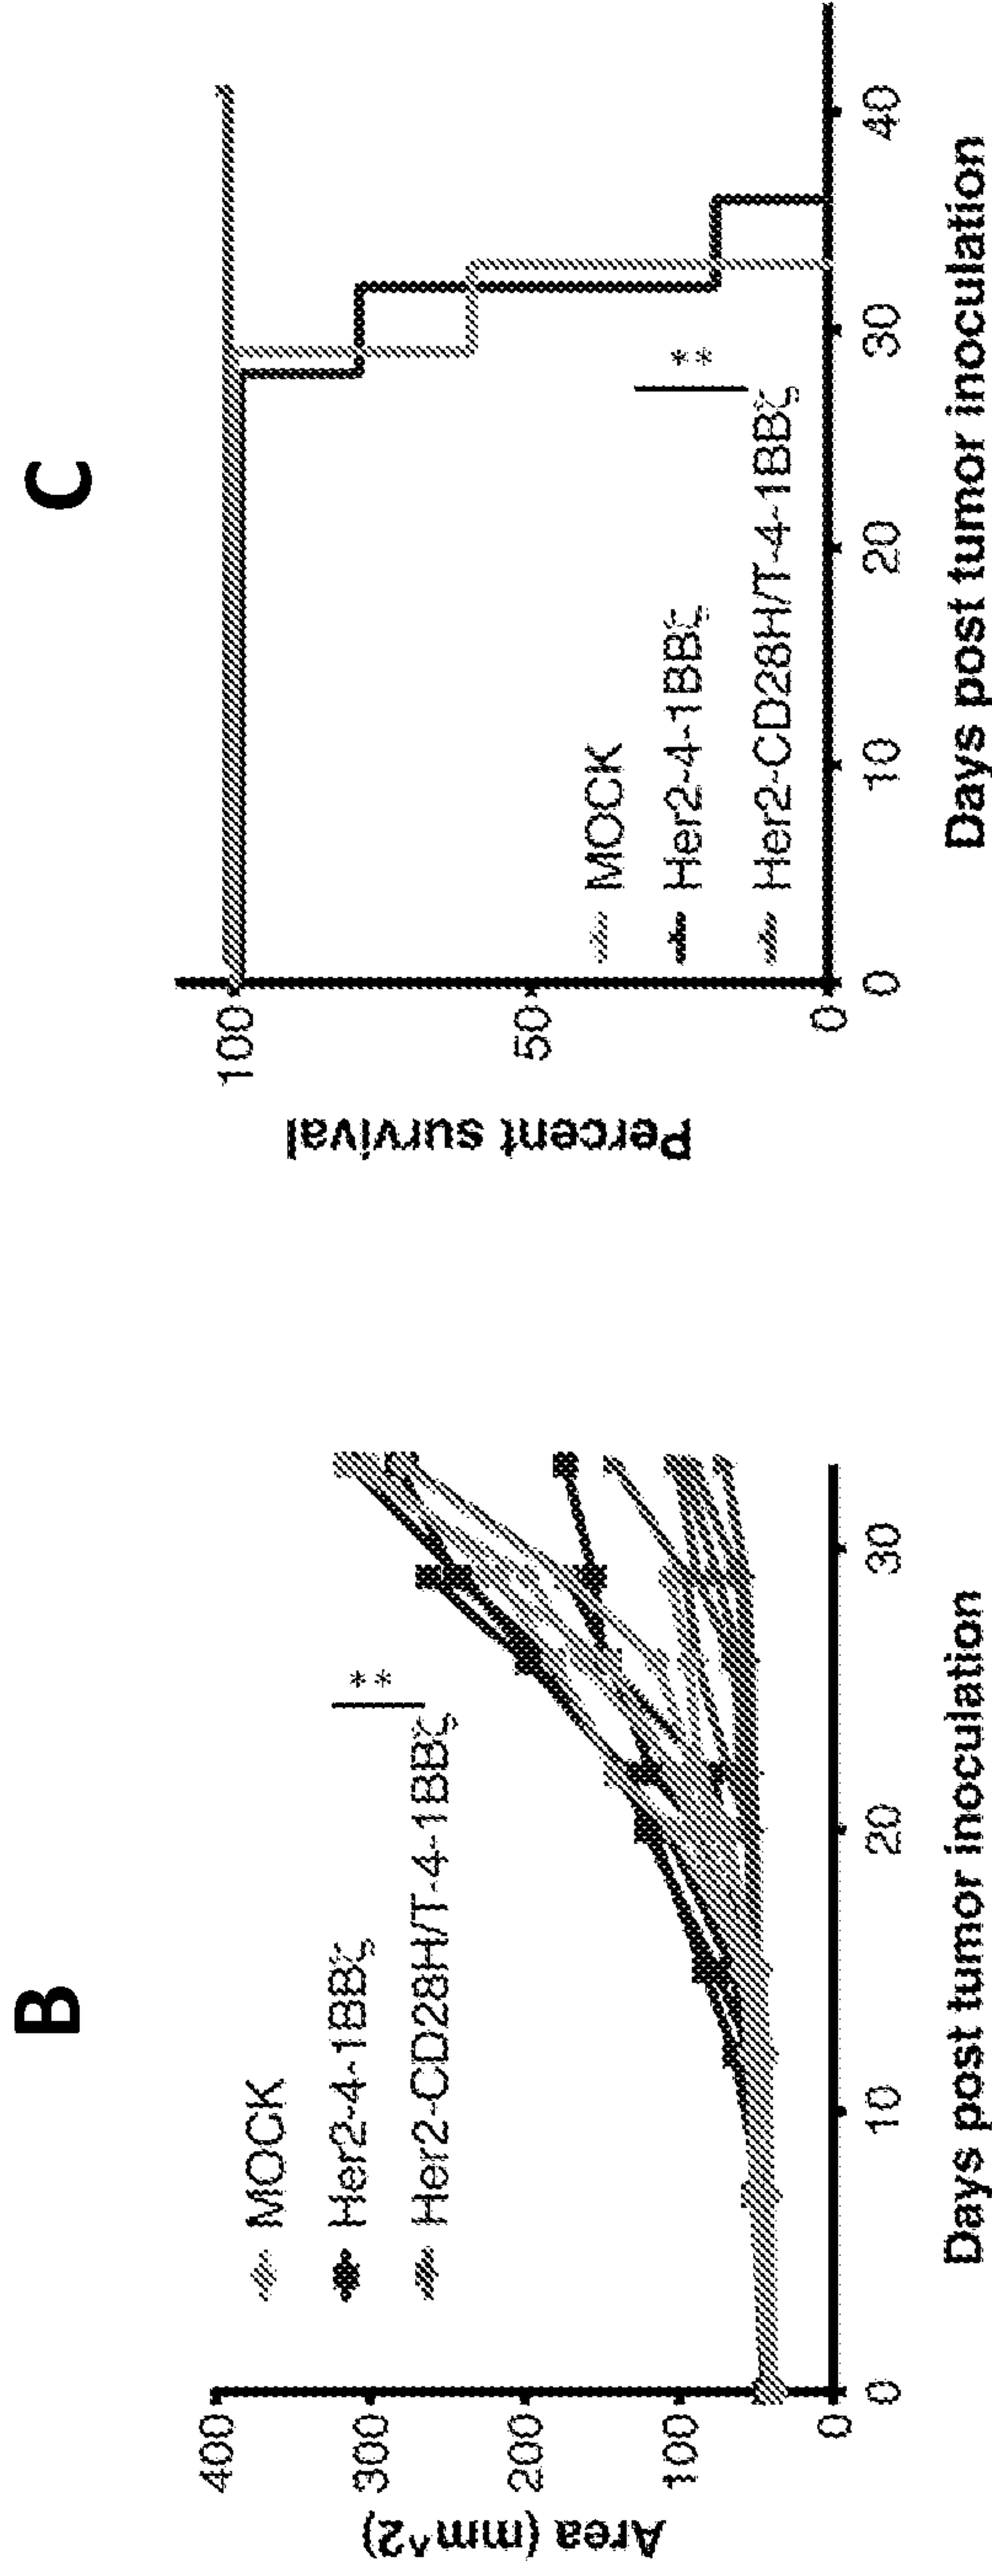 B
Area (mm^2)
400
300
200
100
0
MOCK
Her2-4-1BBζ
Her2-CD28H/T-4-1BBζ
**
0
10
20
30
Days post tumor inoculation
C
Percent survival
100
50
0
MOCK
Her2-4-1BBζ
Her2-CD28H/T-4-1BBζ
**
0
10
20
30
40
Days post tumor inoculation